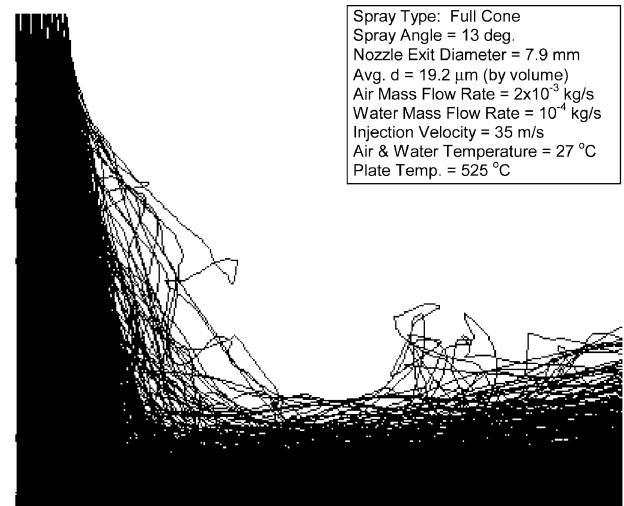 Spray Type: Full Cone
Spray Angle = 13 deg.
Nozzle Exit Diameter = 7.9 mm
Avg. d = 19.2 μm (by volume)
Air Mass Flow Rate = 2x10⁻³ kg/s
Water Mass Flow Rate = 10⁻⁴ kg/s
Injection Velocity = 35 m/s
Air & Water Temperature = 27 °C
Plate Temp. = 525 °C